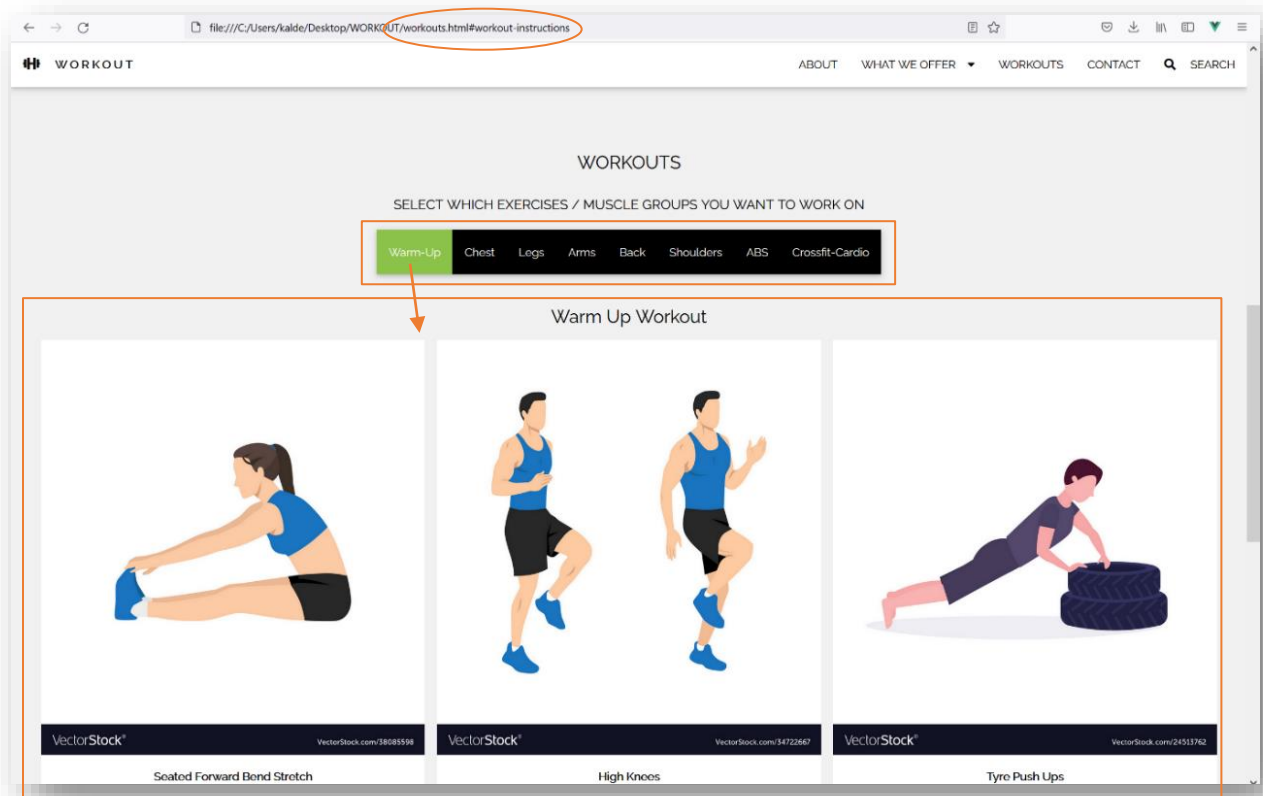 file:///C:/Users/kalde/Desktop/WORKOUT/workouts.html#workout-instructions
WORKOUT ABOUT WHAT WE OFFER WORKOUTS CONTACT SEARCH
WORKOUTS
SELECT WHICH EXERCISES / MUSCLE GROUPS YOU WANT TO WORK ON
Warm-Up Chest Legs Arms Back Shoulders ABS Crossfit-Cardio
Warm Up Workout
VectorStock® VectorStock.com/38085598 VectorStock® VectorStock.com/34722667 VectorStock® VectorStock.com/24513762
Seated Forward Bend Stretch High Knees Tyre Push Ups